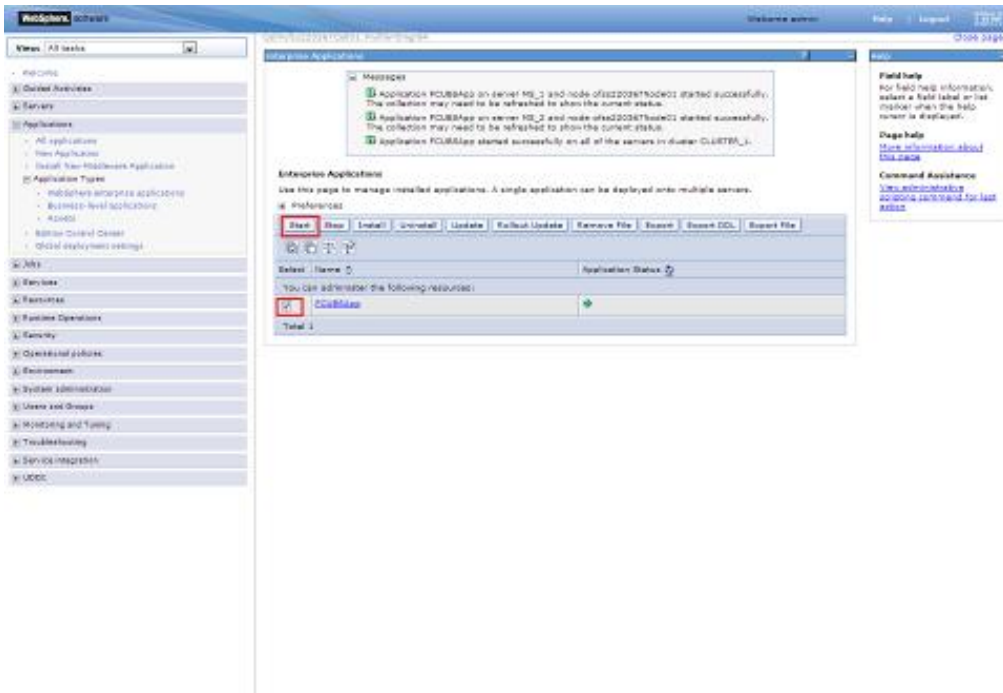 WebSphere. software
Welcome admin
Help | Logout
IBM
View: All tasks
Close page
Welcome
Guided Activities
Servers
Applications
All applications
New Application
Install New Middleware Application
Application Types
WebSphere enterprise applications
Business-level applications
Assets
Edition Control Center
Global deployment settings
Jobs
Services
Resources
Runtime Operations
Security
Operational policies
Environment
System administration
Users and Groups
Monitoring and Tuning
Troubleshooting
Service integration
UDDI
Enterprise Applications
?
Messages
Application FCUBSApp on server MS_1 and node started successfully.
The collection may need to be refreshed to show the current status.
Application FCUBSApp on server MS_2 and node started successfully.
The collection may need to be refreshed to show the current status.
Application FCUBSApp started successfully on all of the servers in cluster CLUSTER_1.
Enterprise Applications
Use this page to manage installed applications. A single application can be deployed onto multiple servers.
Preferences
Start Stop Install Uninstall Update Rollout Update Remove File Export Export DDL Export File
Select Name Application Status
You can administer the following resources:
FCUBSApp
Total 1
Help
Field help
For field help information,
select a field label or list
marker when the help
cursor is displayed.
Page help
More information about
this page
Command Assistance
View administrative
scripting command for last
action